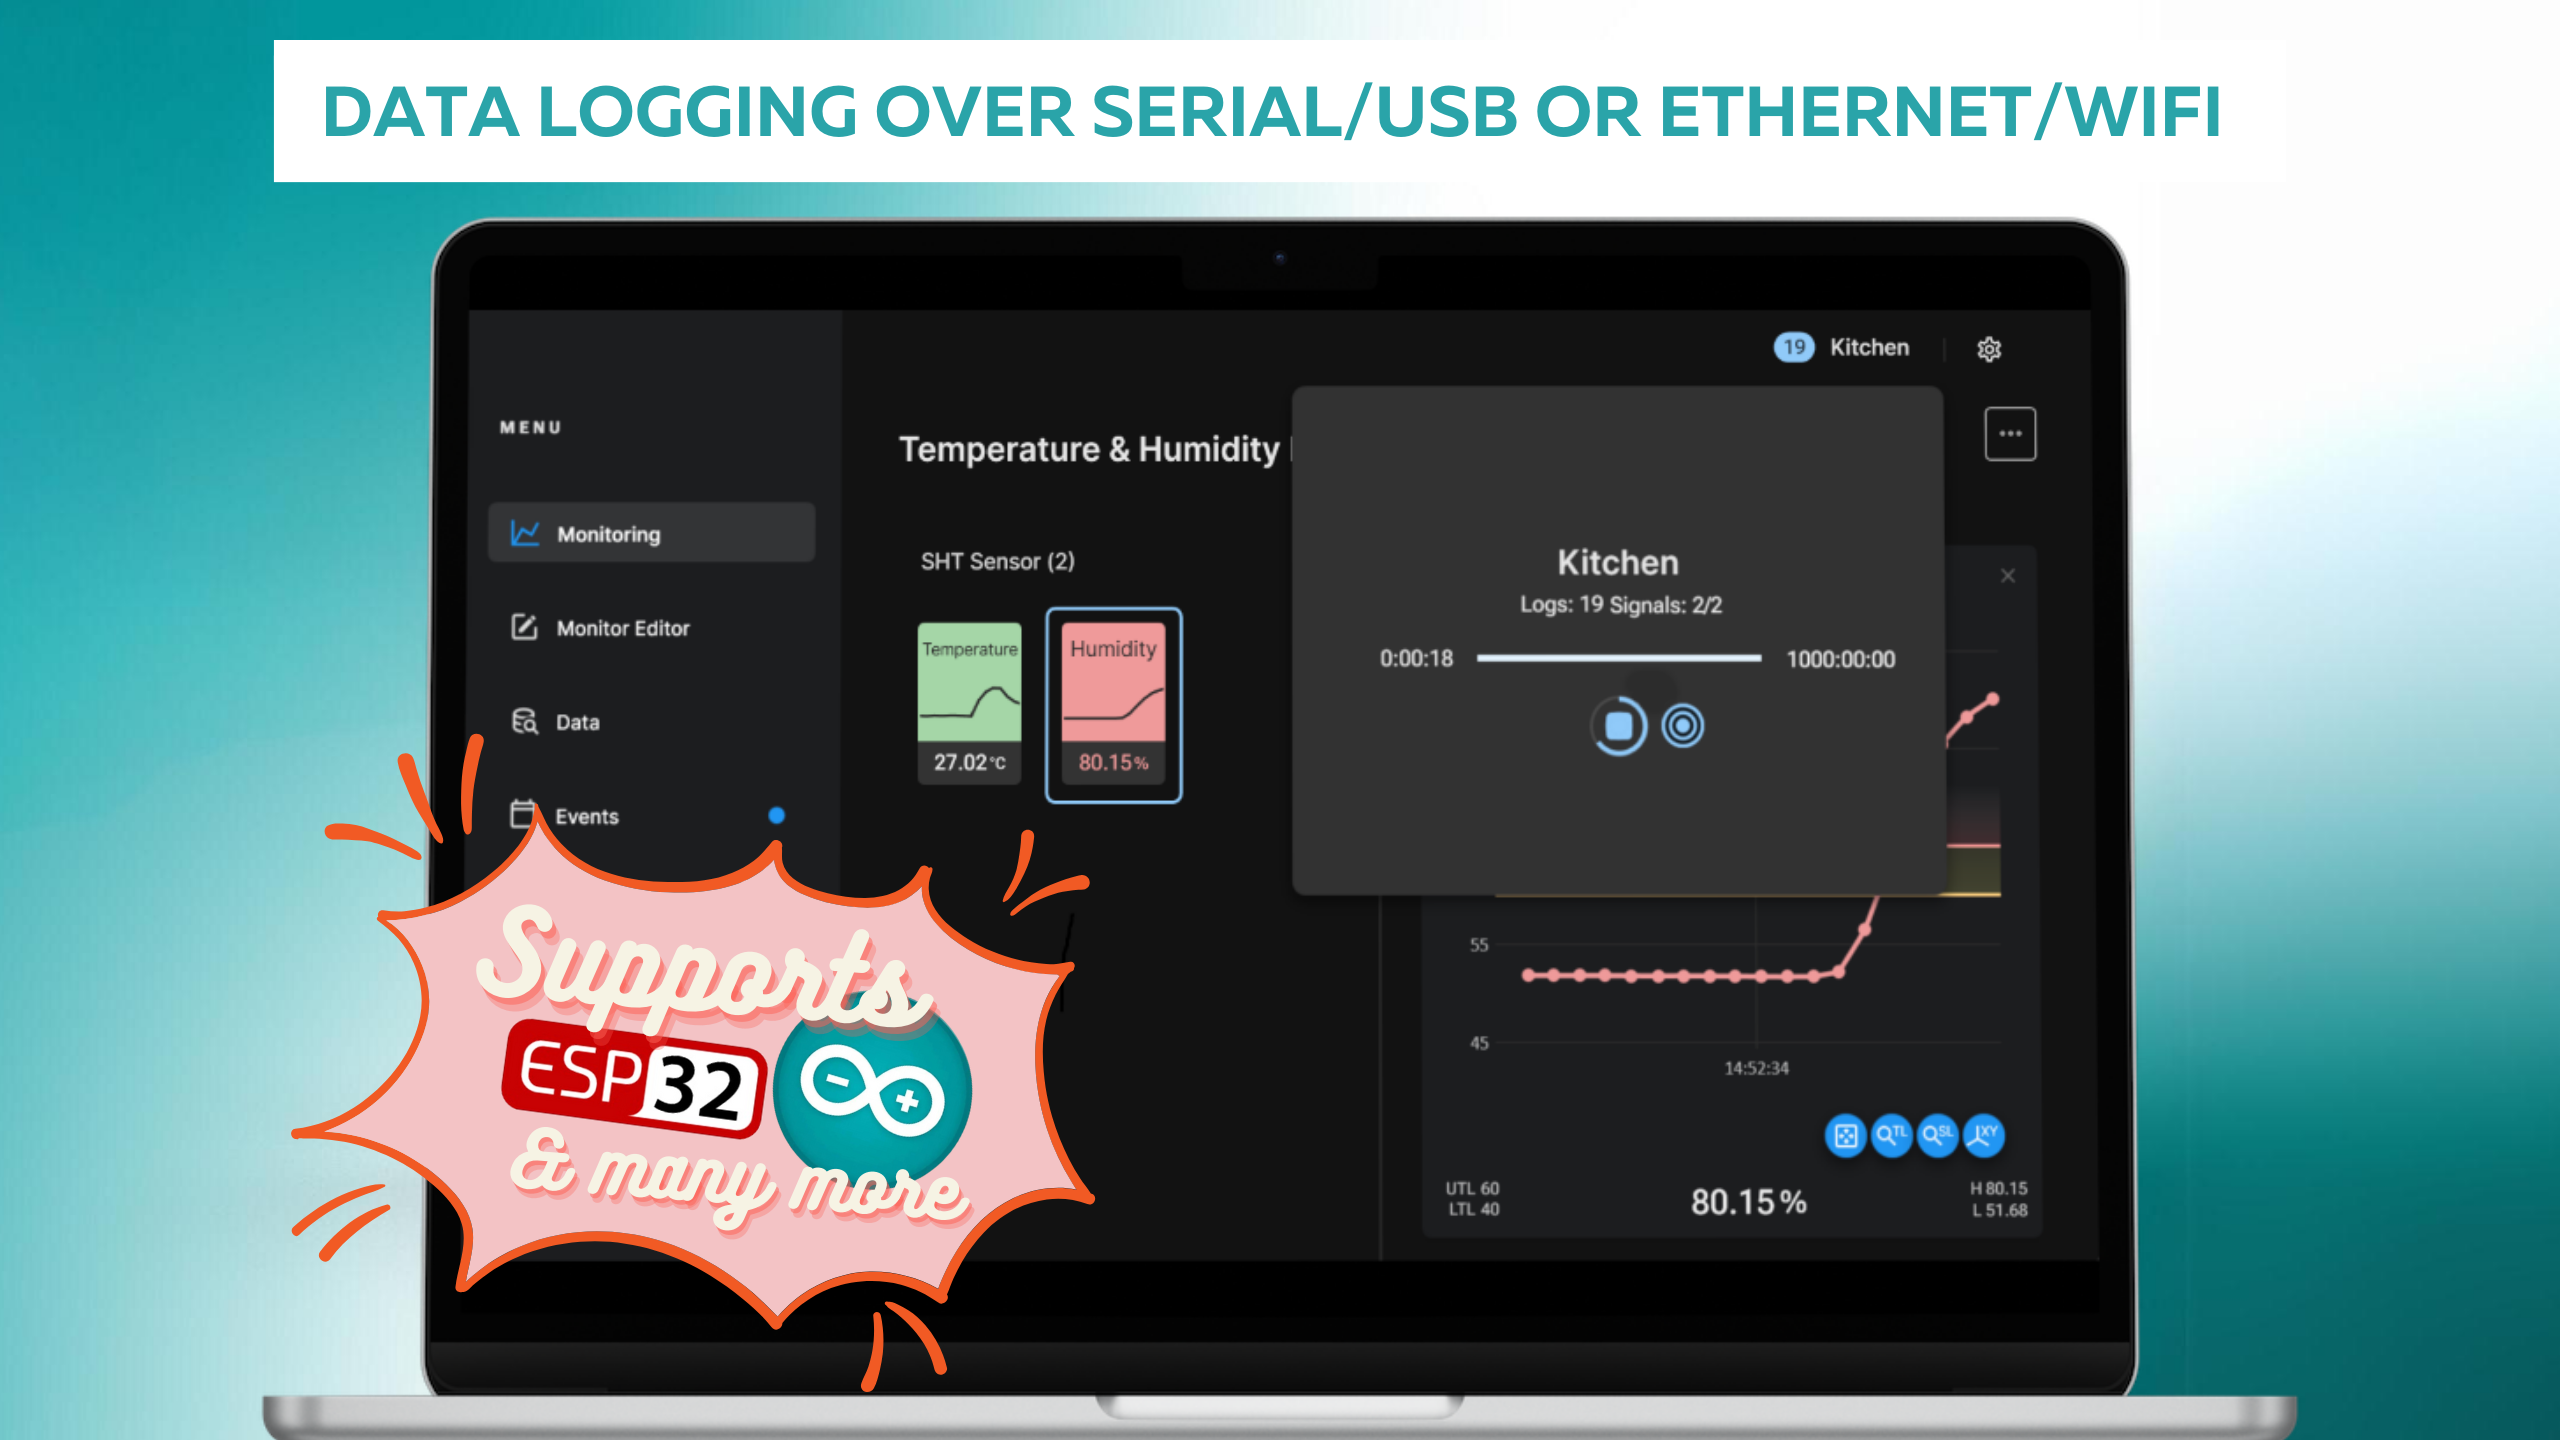 DATA LOGGING OVER SERIAL/USB OR ETHERNET/WIFI
19 Kitchen
MENU
Temperature & Humidity
Monitoring
Monitor Editor
Data
Events
SHT Sensor (2)
Temperature
27.02°C
Humidity
80.15%
Kitchen
Logs: 19 Signals: 2/2
0:00:18
1000:00:00
55
45
14:52:34
TL
SL
XY
UTL 60
LTL 40
80.15%
H 80.15
L 51.68
Supports
ESP32
& many more